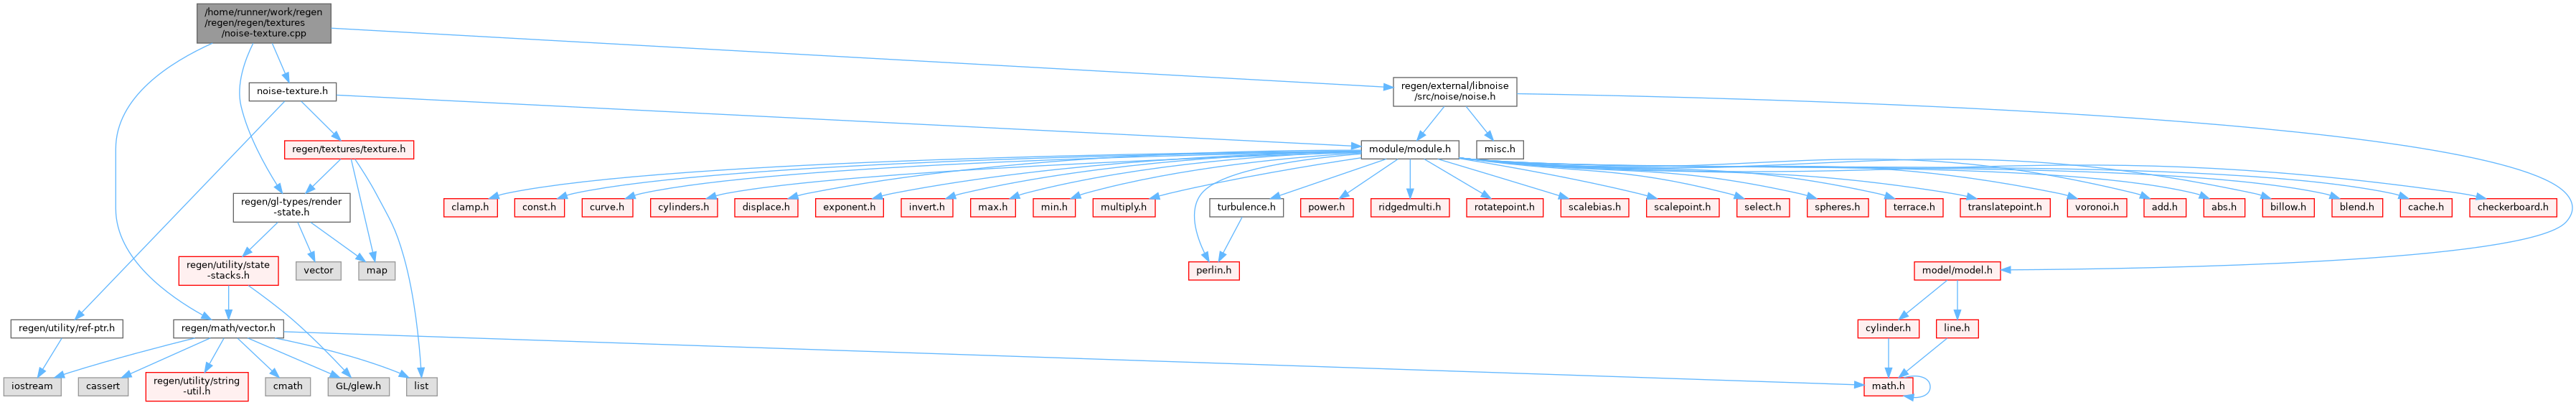 /home/runner/work/regen
/regen/regen/textures
/noise-texture.cpp
noise-texture.h
regen/external/libnoise
/src/noise/noise.h
regen/textures/texture.h
module/module.h
misc.h
regen/gl-types/render
-state.h
clamp.h
const.h
curve.h
cylinders.h
displace.h
exponent.h
invert.h
max.h
min.h
multiply.h
turbulence.h
power.h
ridgedmulti.h
rotatepoint.h
scalebias.h
scalepoint.h
select.h
spheres.h
terrace.h
translatepoint.h
voronoi.h
add.h
abs.h
billow.h
blend.h
cache.h
checkerboard.h
regen/utility/state
-stacks.h
vector
map
perlin.h
model/model.h
regen/utility/ref-ptr.h
regen/math/vector.h
cylinder.h
line.h
iostream
cassert
regen/utility/string
-util.h
cmath
GL/glew.h
list
math.h